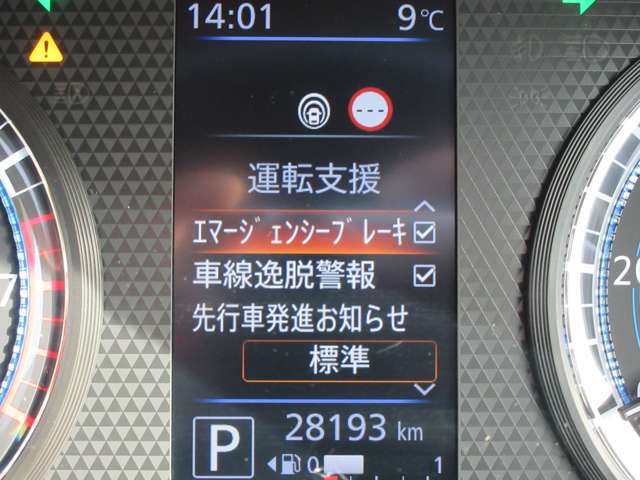 14:01 9℃
運転支援
ｴﾏｰｼﾞｪﾝｼｰﾌﾞﾚｰｷ
車線逸脱警報
先行車発進お知らせ
標準
P 28193 km
0 1